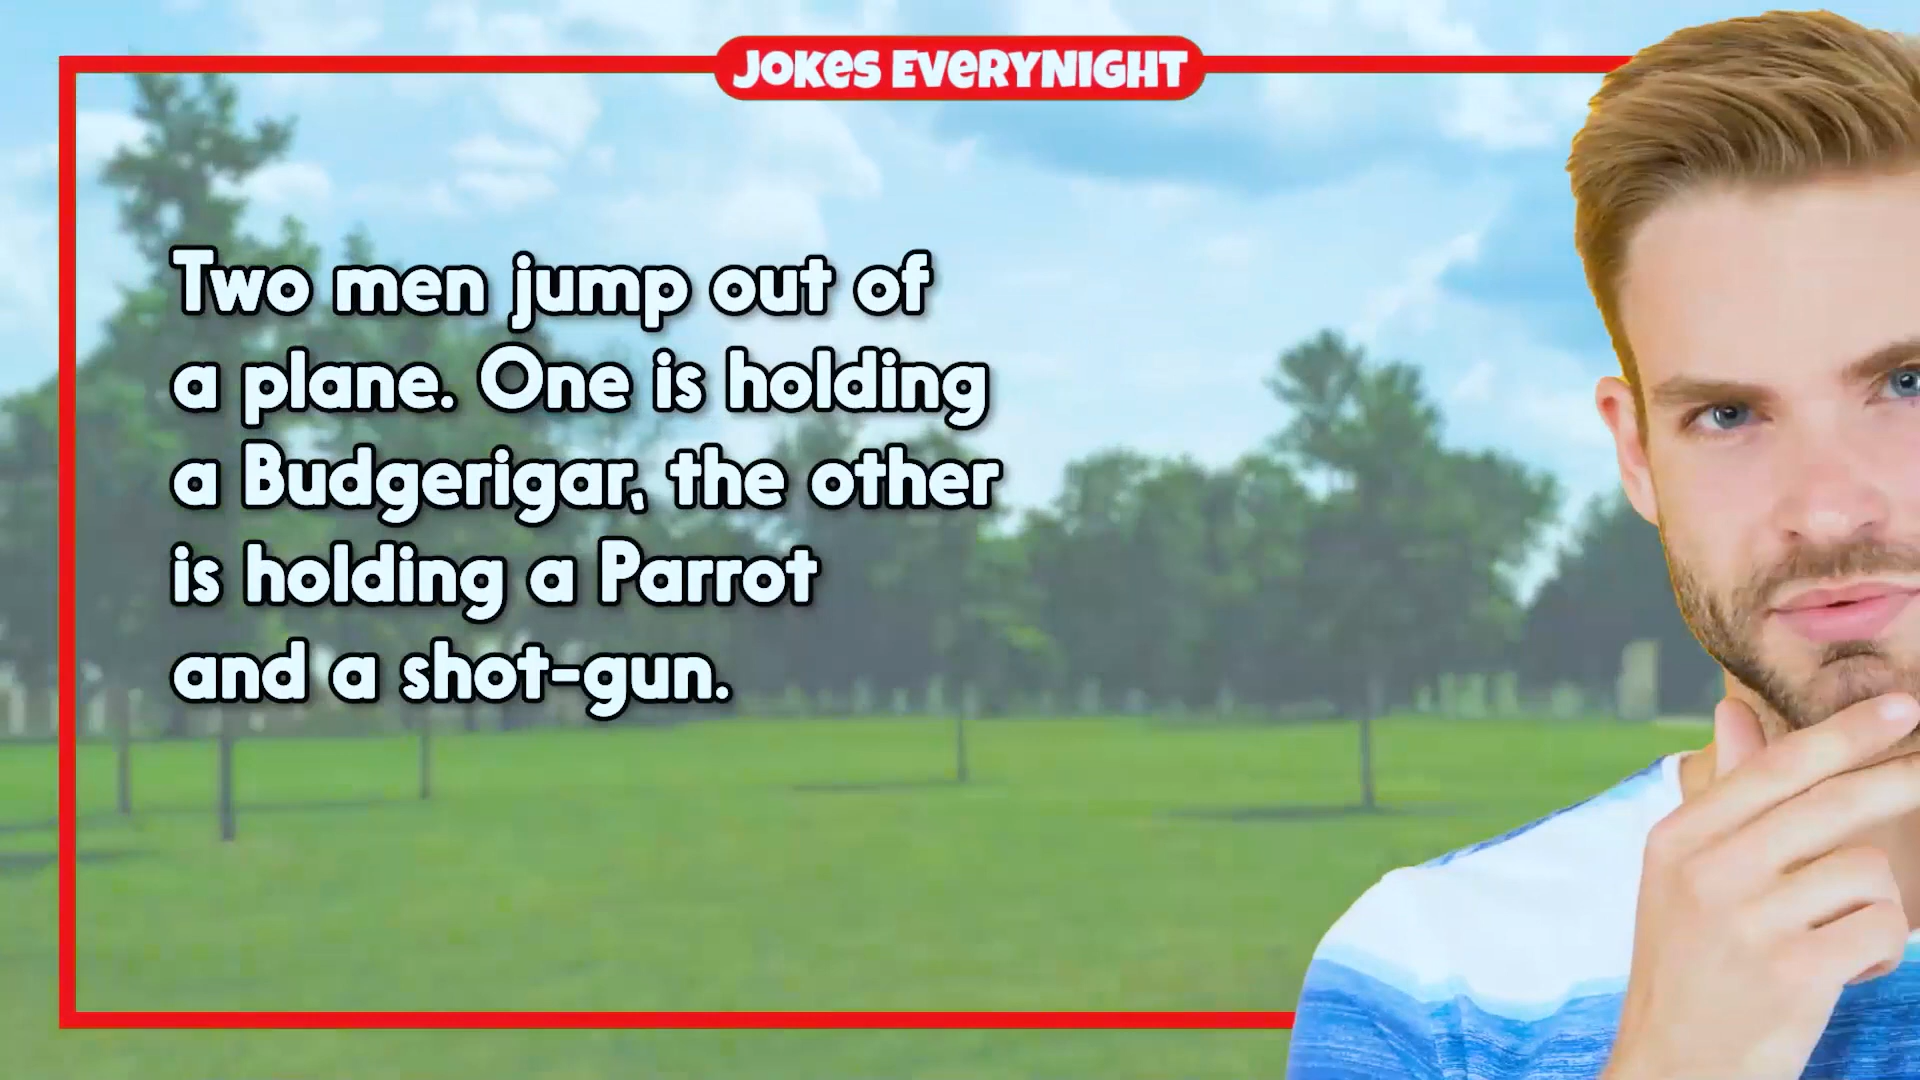 JOKES EVERYNIGHT
Two men jump out of
a plane. One is holding
a Budgerigar, the other
is holding a Parrot
and a shot-gun.